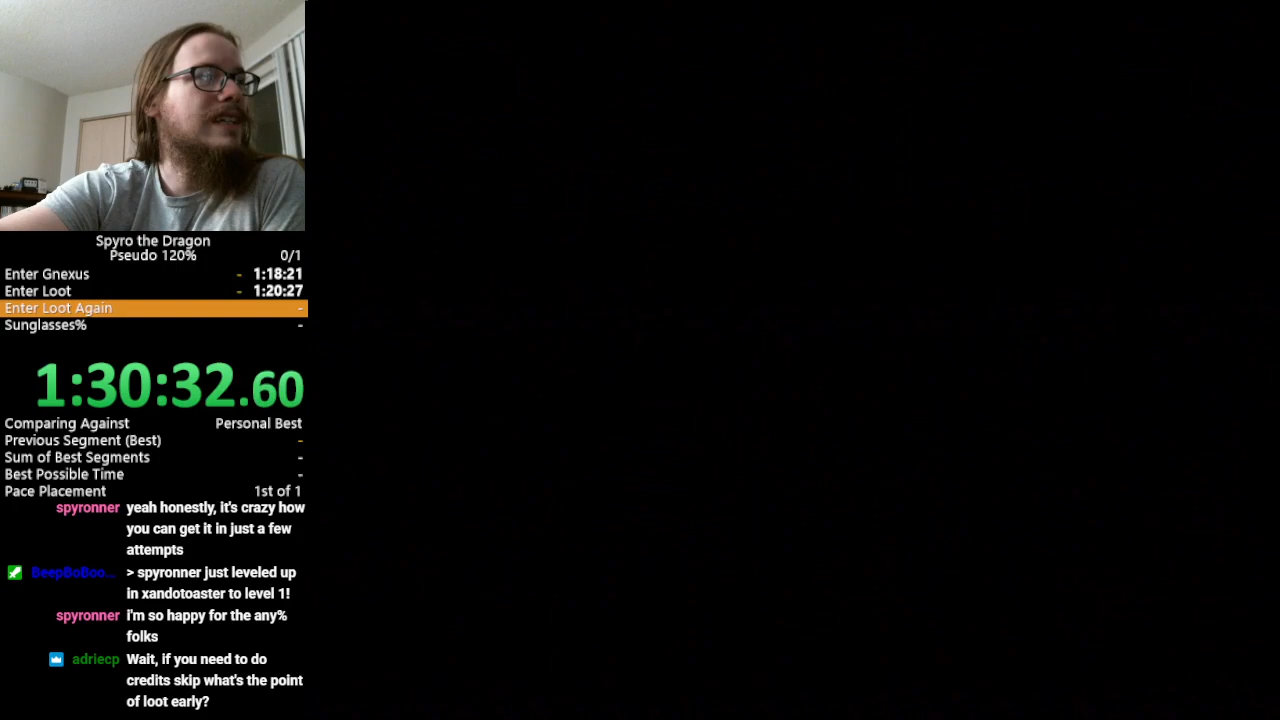 Spyro the Dragon
Pseudo 120% 0/1
Enter Gnexus - 1:18:21
Enter Loot - 1:20:27
Enter Loot Again -
Sunglasses% -
1:30:32.60
Comparing Against Personal Best
Previous Segment (Best) -
Sum of Best Segments -
Best Possible Time -
Pace Placement 1st of 1
spyronner yeah honestly, it's crazy how
you can get it in just a few
attempts
BeepBoBoo... > spyronner just leveled up
in xandotoaster to level 1!
spyronner i'm so happy for the any%
folks
adriecp Wait, if you need to do
credits skip what's the point
of loot early?